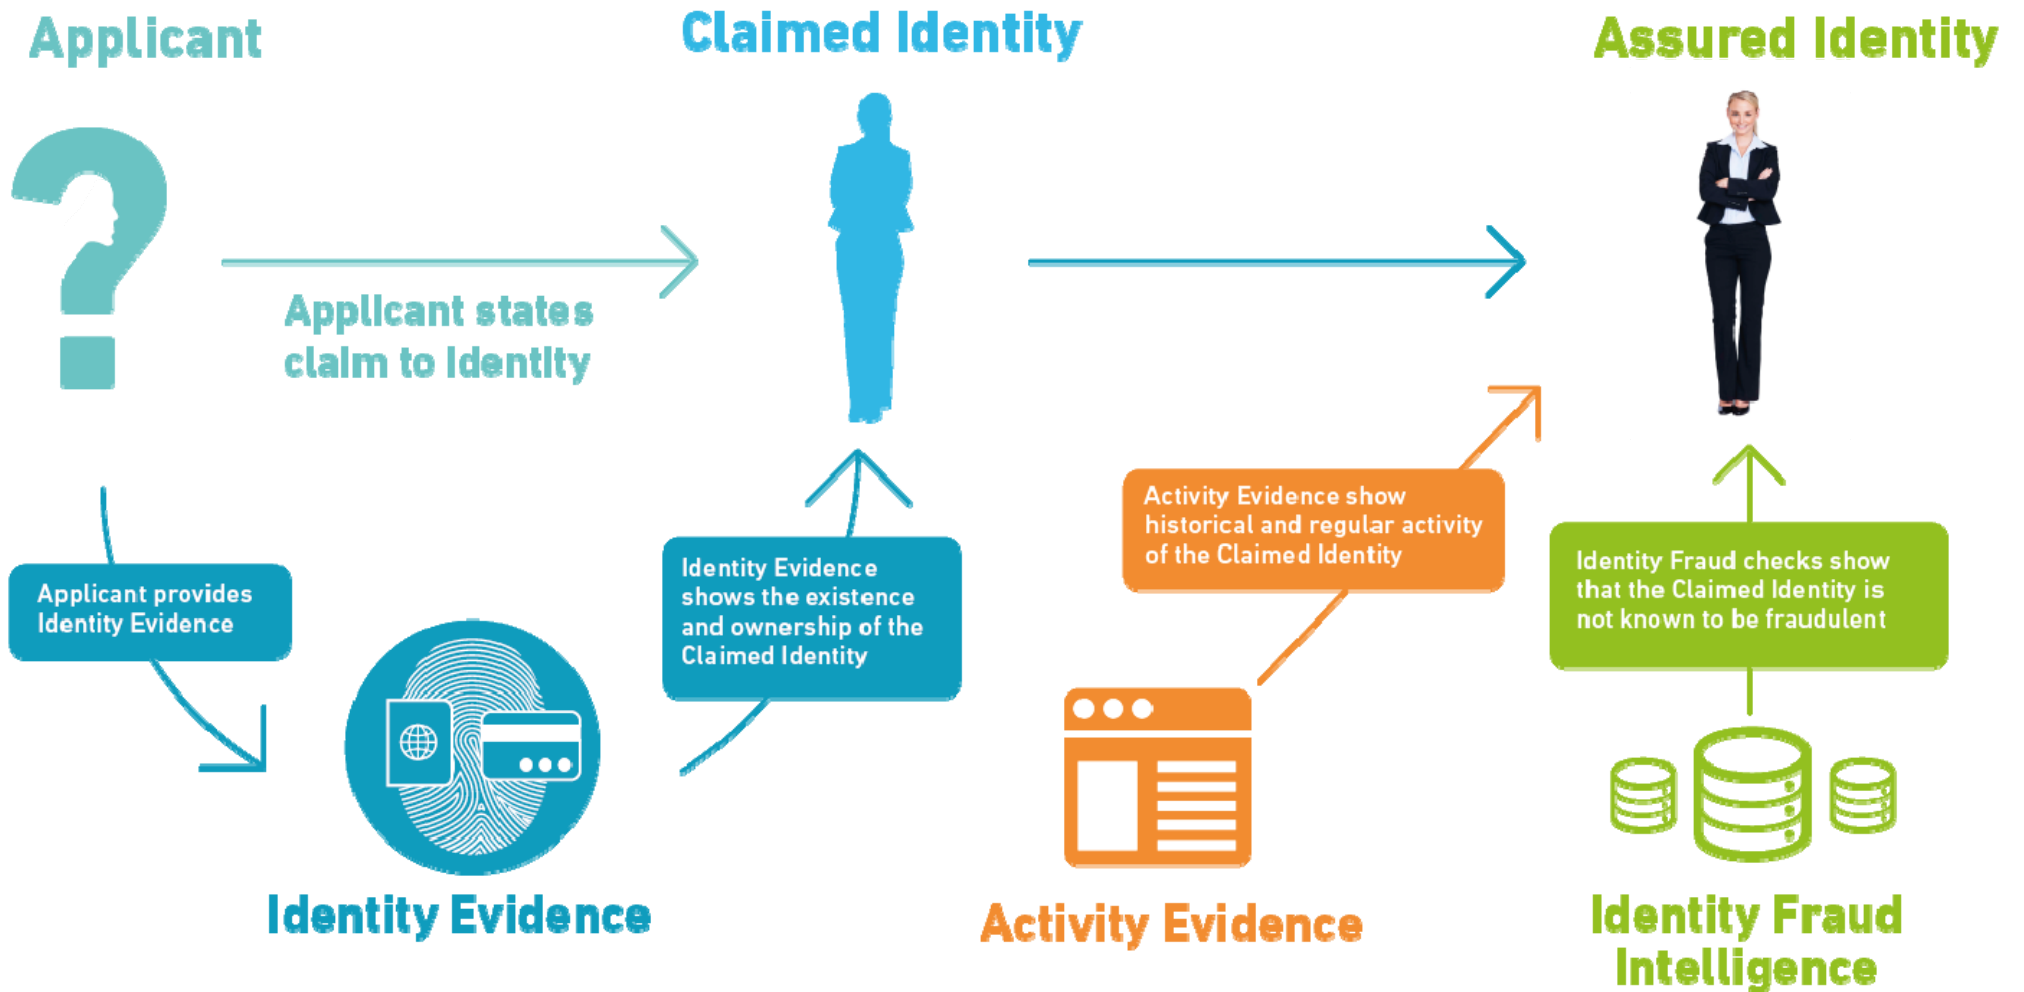 Applicant
Claimed Identity
Assured Identity
Applicant states
claim to Identity
Applicant provides
Identity Evidence
Identity Evidence
shows the existence
and ownership of the
Claimed Identity
Activity Evidence show
historical and regular activity
of the Claimed Identity
Identity Fraud checks show
that the Claimed Identity is
not known to be fraudulent
Identity Evidence
Activity Evidence
Identity Fraud
Intelligence